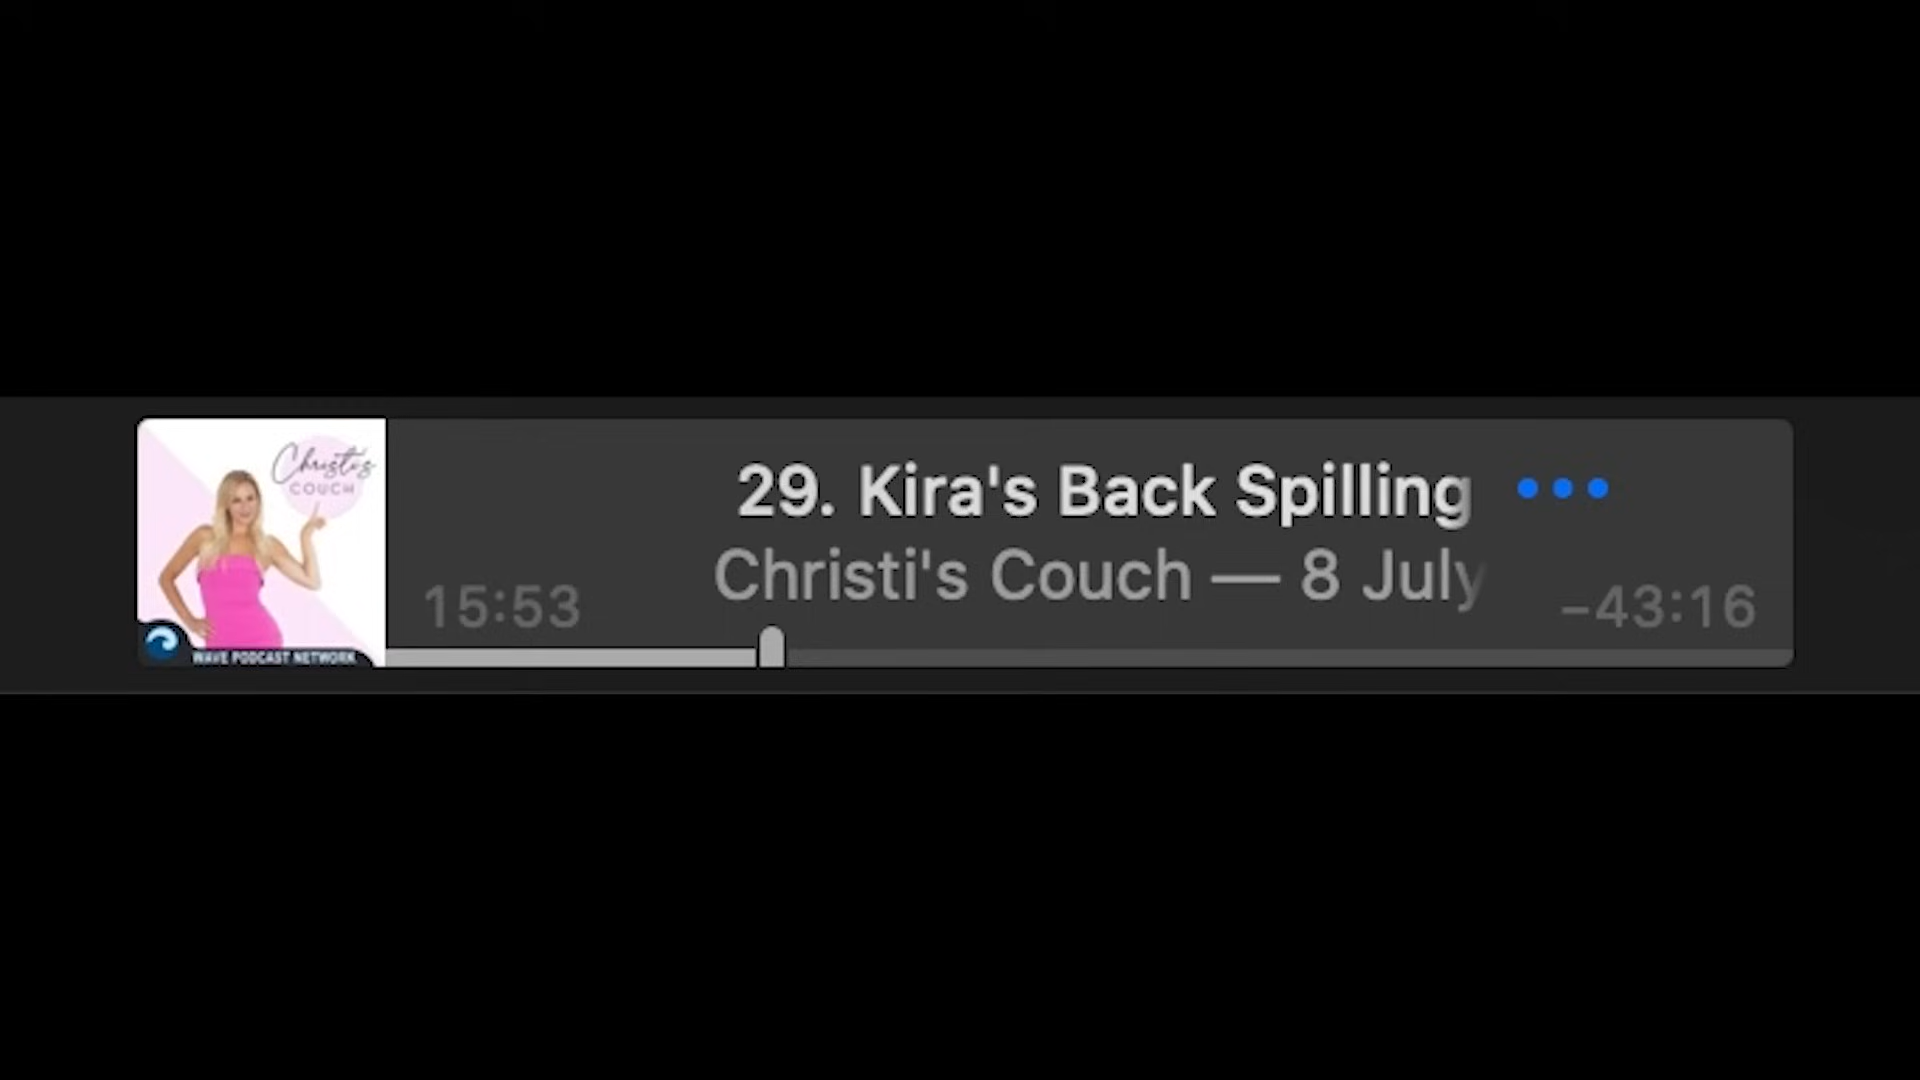 Christi's
COUCH
WAVE PODCAST NETWORK
29. Kira's Back Spilling
Christi's Couch — 8 July
15:53
-43:16